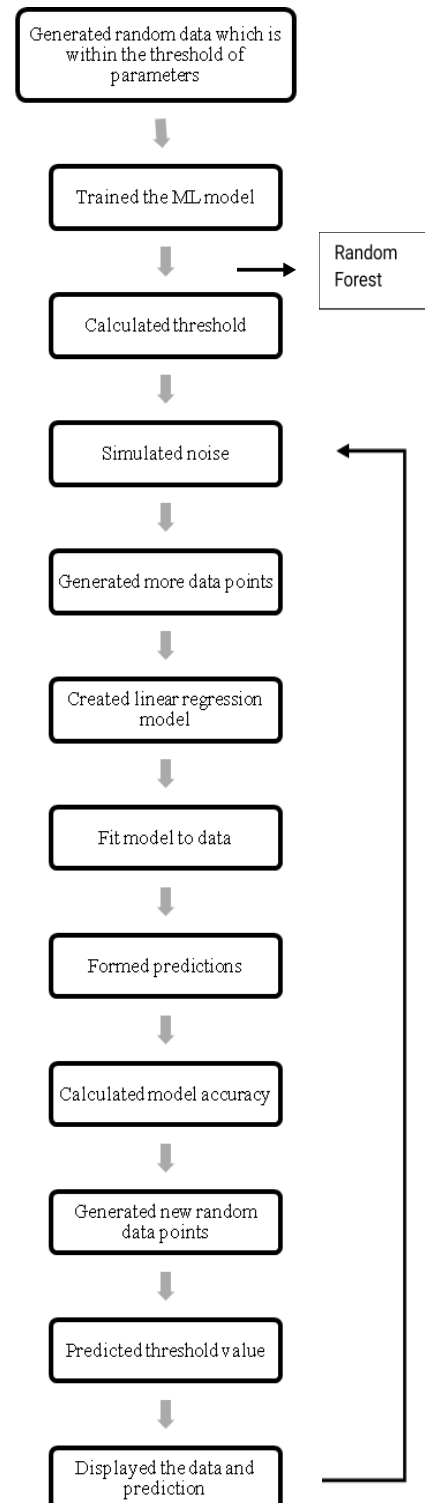 Generated random data which is
within the threshold of
parameters
Trained the ML model
Random
Forest
Calculated threshold
Simulated noise
Generated more data points
Created linear regression
model
Fit model to data
Formed predictions
Calculated model accuracy
Generated new random
data points
Predicted threshold value
Displayed the data and
prediction